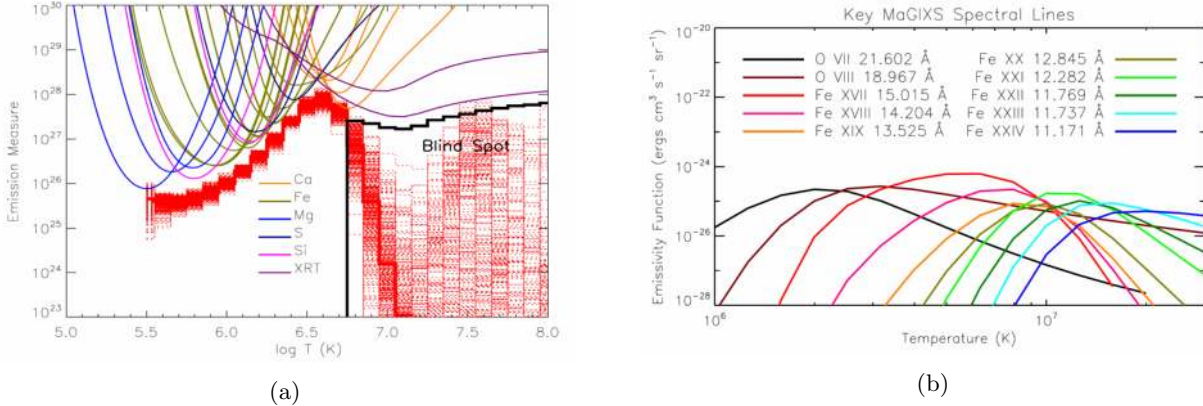 10^30
10^29
10^28
10^27
10^26
10^25
10^24
10^23
Emission Measure
Blind Spot
Ca
Fe
Mg
S
Si
XRT
5.0 5.5 6.0 6.5 7.0 7.5 8.0
log T (K)
(a)
Key MaGIXS Spectral Lines
10^-20
10^-22
10^-24
10^-26
10^-28
Emissivity Function (ergs cm^3 s^-1 sr^-1)
O VII 21.602 Å Fe XX 12.845 Å
O VIII 18.967 Å Fe XXI 12.282 Å
Fe XVII 15.015 Å Fe XXII 11.769 Å
Fe XVIII 14.204 Å Fe XXIII 11.737 Å
Fe XIX 13.525 Å Fe XXIV 11.171 Å
10^6 10^7
Temperature (K)
(b)